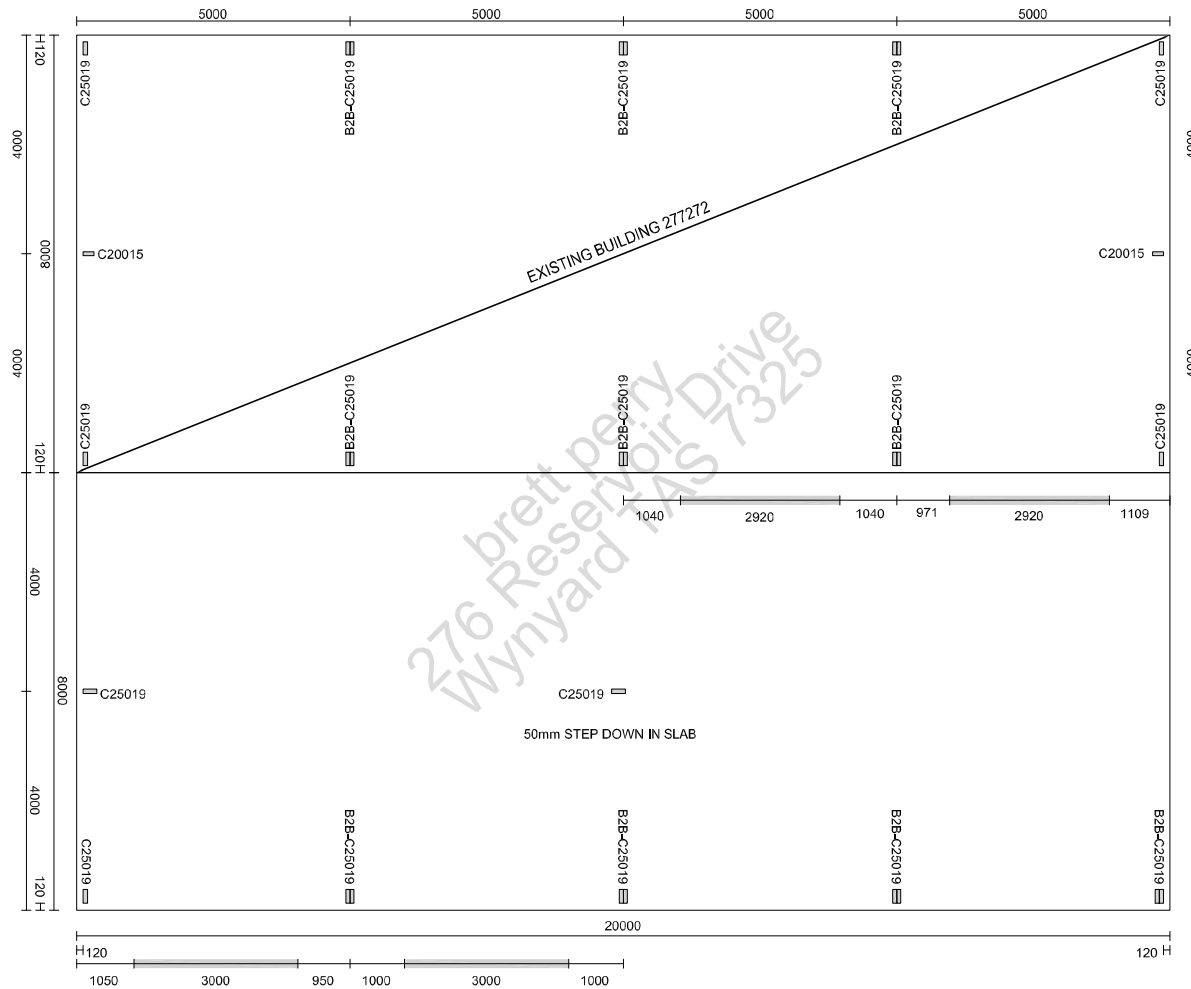 5000 5000 5000 5000
120
C25019 B2B-C25019 B2B-C25019 B2B-C25019 C25019
4000
4000
EXISTING BUILDING 277272
8000
C20015 C20015
4000
4000
C25019 B2B-C25019 B2B-C25019 B2B-C25019 C25019
120
1040 2920 1040 971 2920 1109
brett perry
276 Reservoir Drive
Wynyard TAS 7325
4000
8000
C25019 C25019
50mm STEP DOWN IN SLAB
4000
C25019 B2B-C25019 B2B-C25019 B2B-C25019 B2B-C25019
120
20000
120 120
1050 3000 950 1000 3000 1000